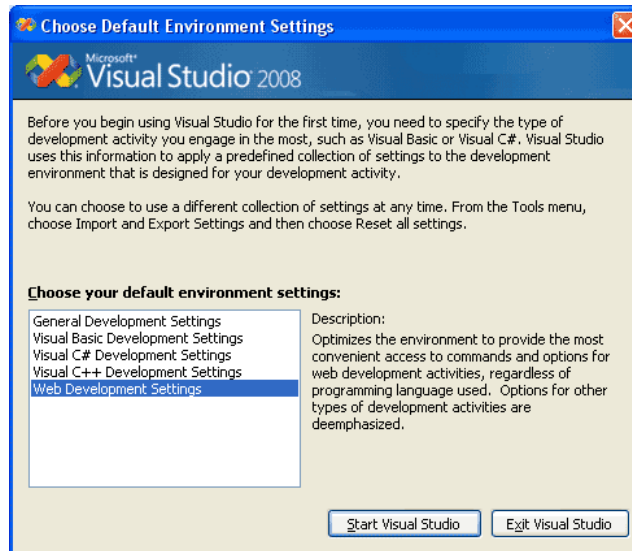 Choose Default Environment Settings
Microsoft®
Visual Studio 2008
Before you begin using Visual Studio for the first time, you need to specify the type of
development activity you engage in the most, such as Visual Basic or Visual C#. Visual Studio
uses this information to apply a predefined collection of settings to the development
environment that is designed for your development activity.
You can choose to use a different collection of settings at any time. From the Tools menu,
choose Import and Export Settings and then choose Reset all settings.
Choose your default environment settings:
General Development Settings
Visual Basic Development Settings
Visual C# Development Settings
Visual C++ Development Settings
Web Development Settings
Description:
Optimizes the environment to provide the most
convenient access to commands and options for
web development activities, regardless of
programming language used.  Options for other
types of development activities are
deemphasized.
Start Visual Studio
Exit Visual Studio